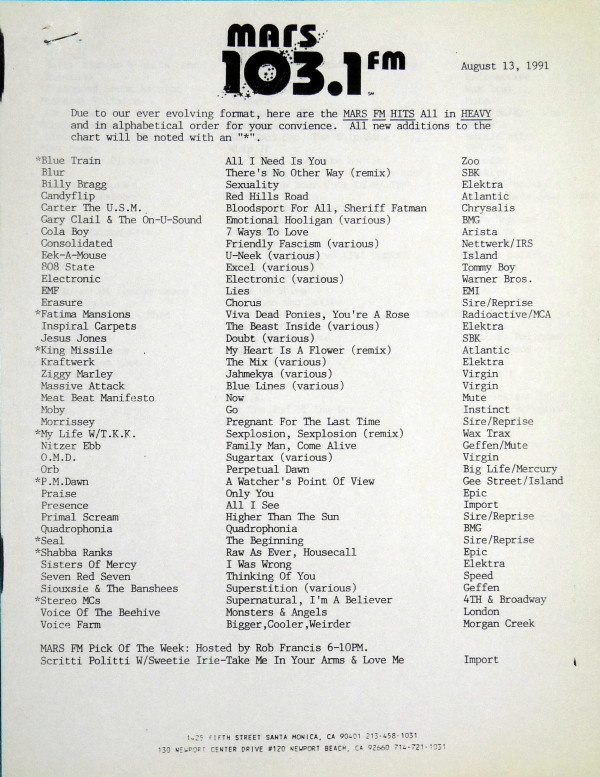 MARS
103.1 FM
August 13, 1991
Due to our ever evolving format, here are the MARS FM HITS All in HEAVY
and in alphabetical order for your convience. All new additions to the
chart will be noted with an "*".
*Blue Train All I Need Is You Zoo
Blur There's No Other Way (remix) SBK
Billy Bragg Sexuality Elektra
Candyflip Red Hills Road Atlantic
Carter The U.S.M. Bloodsport For All, Sheriff Fatman Chrysalis
Gary Clail & The On-U-Sound Emotional Hooligan (various) BMG
Cola Boy 7 Ways To Love Arista
Consolidated Friendly Fascism (various) Nettwerk/IRS
Eek-A-Mouse U-Neek (various) Island
808 State Excel (various) Tommy Boy
Electronic Electronic (various) Warner Bros.
EMF Lies EMI
Erasure Chorus Sire/Reprise
*Fatima Mansions Viva Dead Ponies, You're A Rose Radioactive/MCA
Inspiral Carpets The Beast Inside (various) Elektra
Jesus Jones Doubt (various) SBK
*King Missile My Heart Is A Flower (remix) Atlantic
Kraftwerk The Mix (various) Elektra
Ziggy Marley Jahmekya (various) Virgin
Massive Attack Blue Lines (various) Virgin
Meat Beat Manifesto Now Mute
Moby Go Instinct
Morrissey Pregnant For The Last Time Sire/Reprise
*My Life W/T.K.K. Sexplosion, Sexplosion (remix) Wax Trax
Nitzer Ebb Family Man, Come Alive Geffen/Mute
O.M.D. Sugartax (various) Virgin
Orb Perpetual Dawn Big Life/Mercury
*P.M.Dawn A Watcher's Point Of View Gee Street/Island
Praise Only You Epic
Presence All I See Import
Primal Scream Higher Than The Sun Sire/Reprise
Quadrophonia Quadrophonia BMG
*Seal The Beginning Sire/Reprise
*Shabba Ranks Raw As Ever, Housecall Epic
Sisters Of Mercy I Was Wrong Elektra
Seven Red Seven Thinking Of You Speed
Siouxsie & The Banshees Superstition (various) Geffen
*Stereo MCs Supernatural, I'm A Believer 4TH & Broadway
Voice Of The Beehive Monsters & Angels London
Voice Farm Bigger,Cooler,Weirder Morgan Creek
MARS FM Pick Of The Week: Hosted by Rob Francis 6-10PM.
Scritti Politti W/Sweetie Irie-Take Me In Your Arms & Love Me Import
1425 FIFTH STREET SANTA MONICA, CA 90401 213-458-1031
130 NEWPORT CENTER DRIVE #120 NEWPORT BEACH, CA 92660 714-721-1031